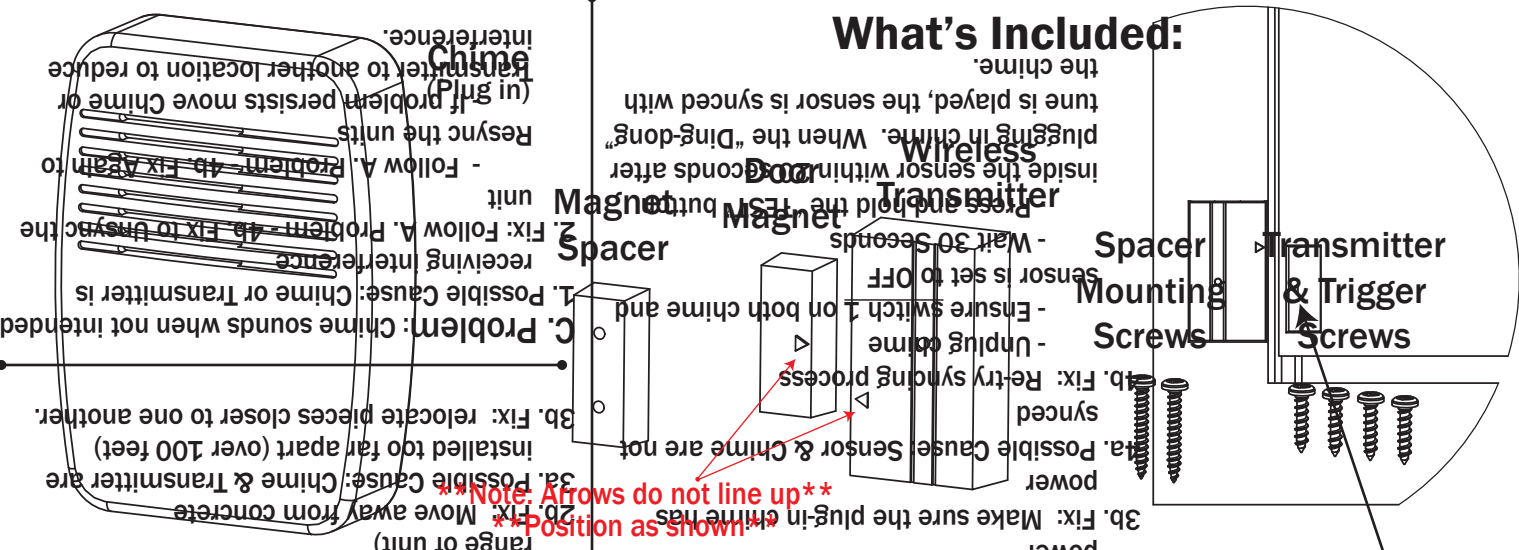 What's Included:
Chime
(Plug in)
Magnet
Spacer
Door
Magnet
Wireless
Transmitter
Spacer
Mounting
Screws
Transmitter
& Trigger
Screws
**Note: Arrows do not line up**
**Position as shown**
power
3b. Fix: Make sure the plug-in chime has
power
4a. Possible Cause: Sensor & Chime are not
synced
4b. Fix: Re-try syncing process
- Unplug chime
- Ensure switch 1 on both chime and
sensor is set to OFF
- Wait 30 Seconds
- Press and hold the „TEST" button
inside the sensor within seconds after
plugging in chime. When the "Ding-dong"
tune is played, the sensor is synced with
the chime.
range of unit)
2b. Fix: Move away from concrete
3a. Possible Cause: Chime & Transmitter are
installed too far apart (over 100 feet)
3b. Fix: relocate pieces closer to one another.
C. Problem: Chime sounds when not intended
1. Possible Cause: Chime or Transmitter is
receiving interference
2. Fix: Follow A. Problem - 4b. Fix to Unsync the
unit
- Follow A. Problem - 4b. Fix Again to
Resync the units
- If problem persists move Chime or
Transmitter to another location to reduce
interference.